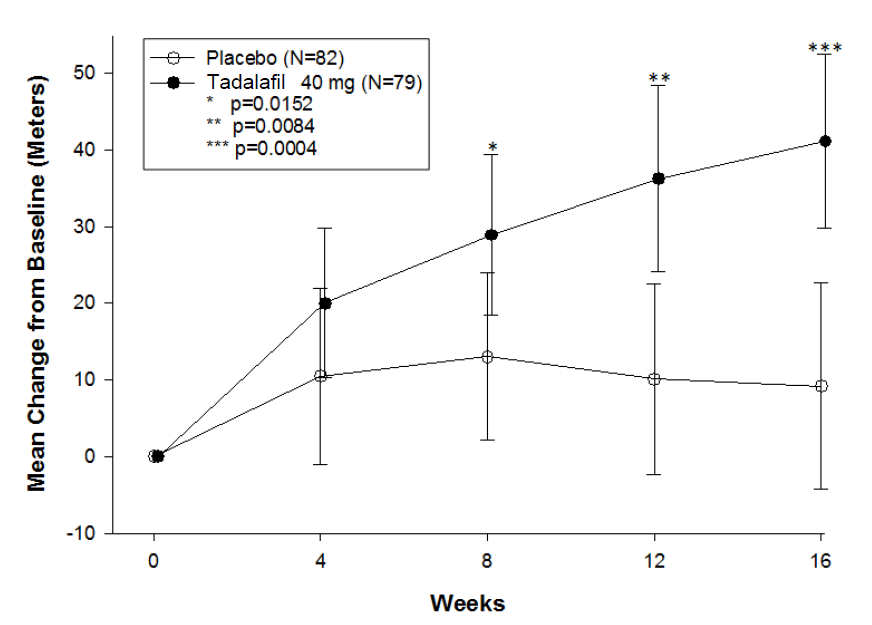 Placebo (N=82)
Tadalafil 40 mg (N=79)
* p=0.0152
** p=0.0084
*** p=0.0004
***
**
*
Mean Change from Baseline (Meters)
50
40
30
20
10
0
-10
0 4 8 12 16
Weeks